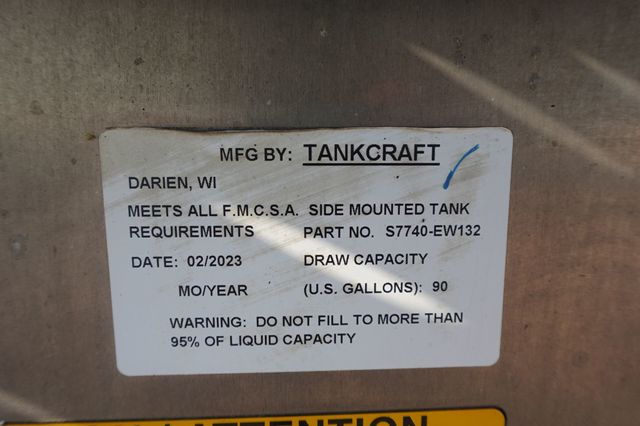 MFG BY: TANKCRAFT
DARIEN, WI
MEETS ALL F.M.C.S.A. SIDE MOUNTED TANK
REQUIREMENTS PART NO. S7740-EW132
DATE: 02/2023 DRAW CAPACITY
MO/YEAR (U.S. GALLONS): 90
WARNING: DO NOT FILL TO MORE THAN
95% OF LIQUID CAPACITY
ATTENTION